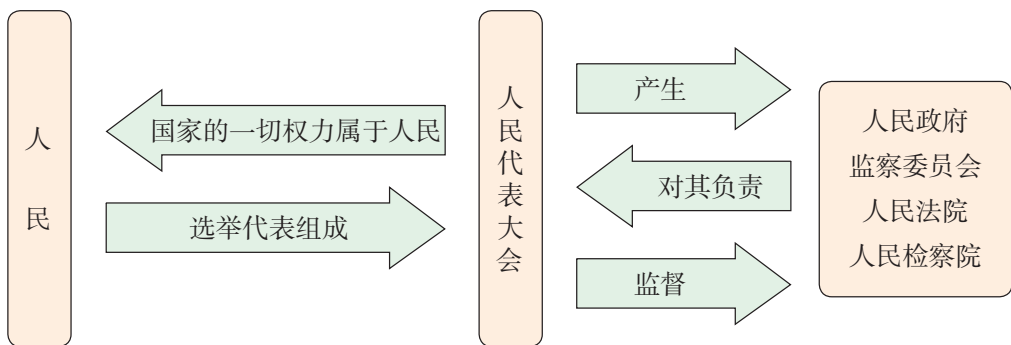 人民
国家的一切权力属于人民
选举代表组成
人民代表大会
产生
对其负责
监督
人民政府
监察委员会
人民法院
人民检察院